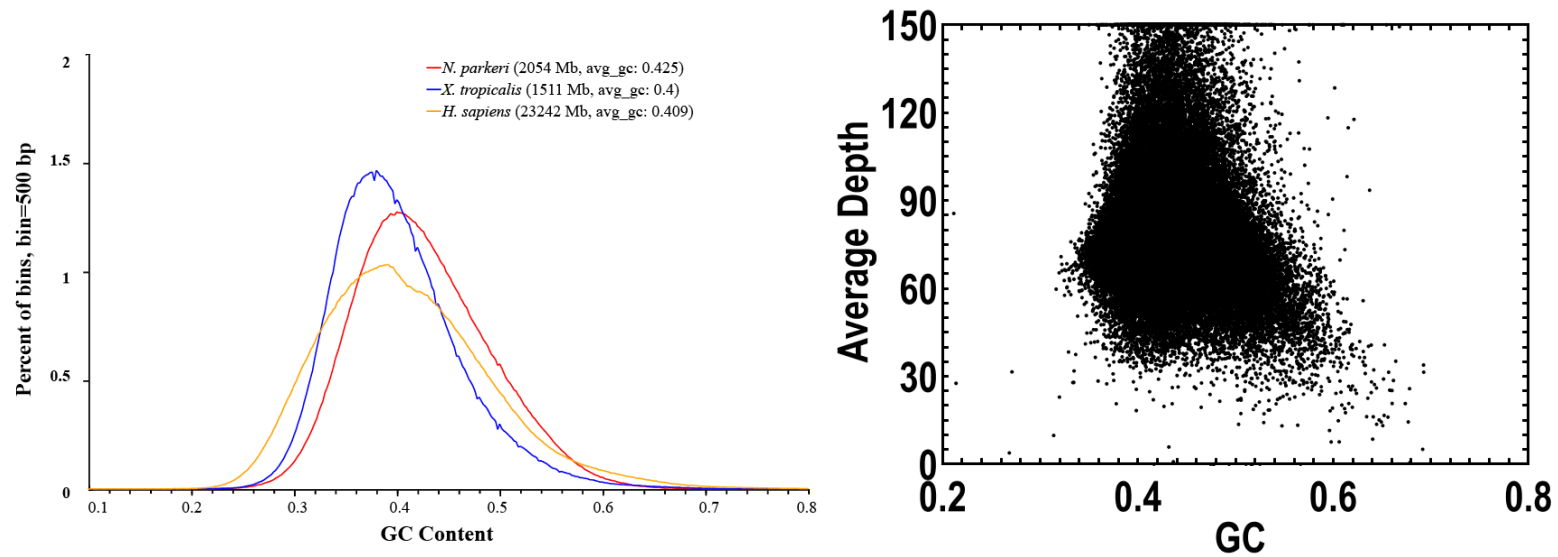 2
1.5
1
0.5
0
Percent of bins, bin=500 bp
N. parkeri (2054 Mb, avg_gc: 0.425)
X. tropicalis (1511 Mb, avg_gc: 0.4)
H. sapiens (23242 Mb, avg_gc: 0.409)
0.1 0.2 0.3 0.4 0.5 0.6 0.7 0.8
GC Content
150
120
90
60
30
0
Average Depth
0.2 0.4 0.6 0.8
GC